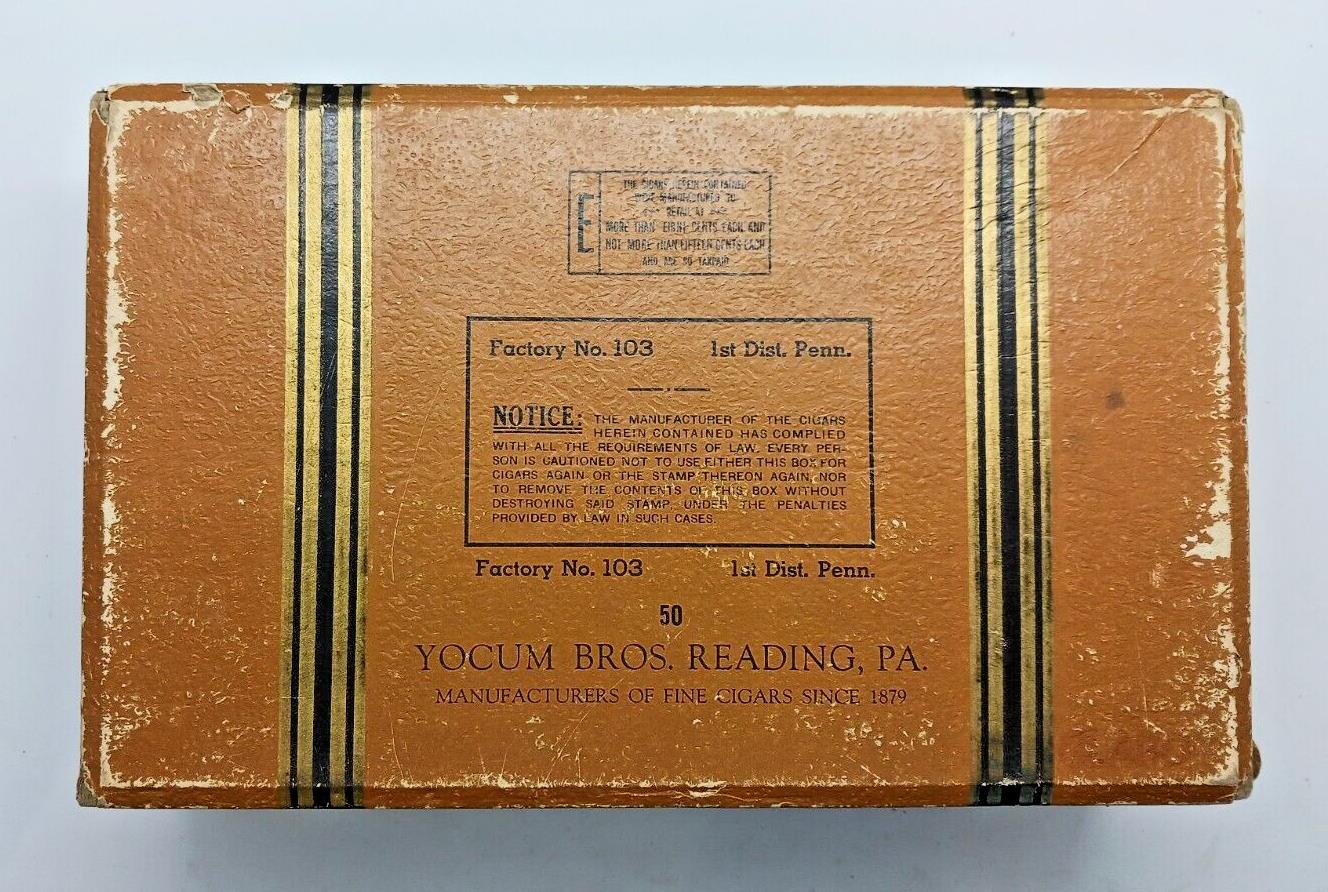 E
THE CIGARS HEREIN CONTAINED
WERE MANUFACTURED TO
RETAIL AT
MORE THAN EIGHT CENTS EACH AND
NOT MORE THAN FIFTEEN CENTS EACH
AND ARE SO TAXPAID
Factory No. 103 1st Dist. Penn.
NOTICE: THE MANUFACTURER OF THE CIGARS
HEREIN CONTAINED HAS COMPLIED
WITH ALL THE REQUIREMENTS OF LAW. EVERY PER-
SON IS CAUTIONED NOT TO USE EITHER THIS BOX FOR
CIGARS AGAIN OR THE STAMP THEREON AGAIN, NOR
TO REMOVE THE CONTENTS OF THIS BOX WITHOUT
DESTROYING SAID STAMP, UNDER THE PENALTIES
PROVIDED BY LAW IN SUCH CASES.
Factory No. 103 1st Dist. Penn.
50
YOCUM BROS. READING, PA.
MANUFACTURERS OF FINE CIGARS SINCE 1879